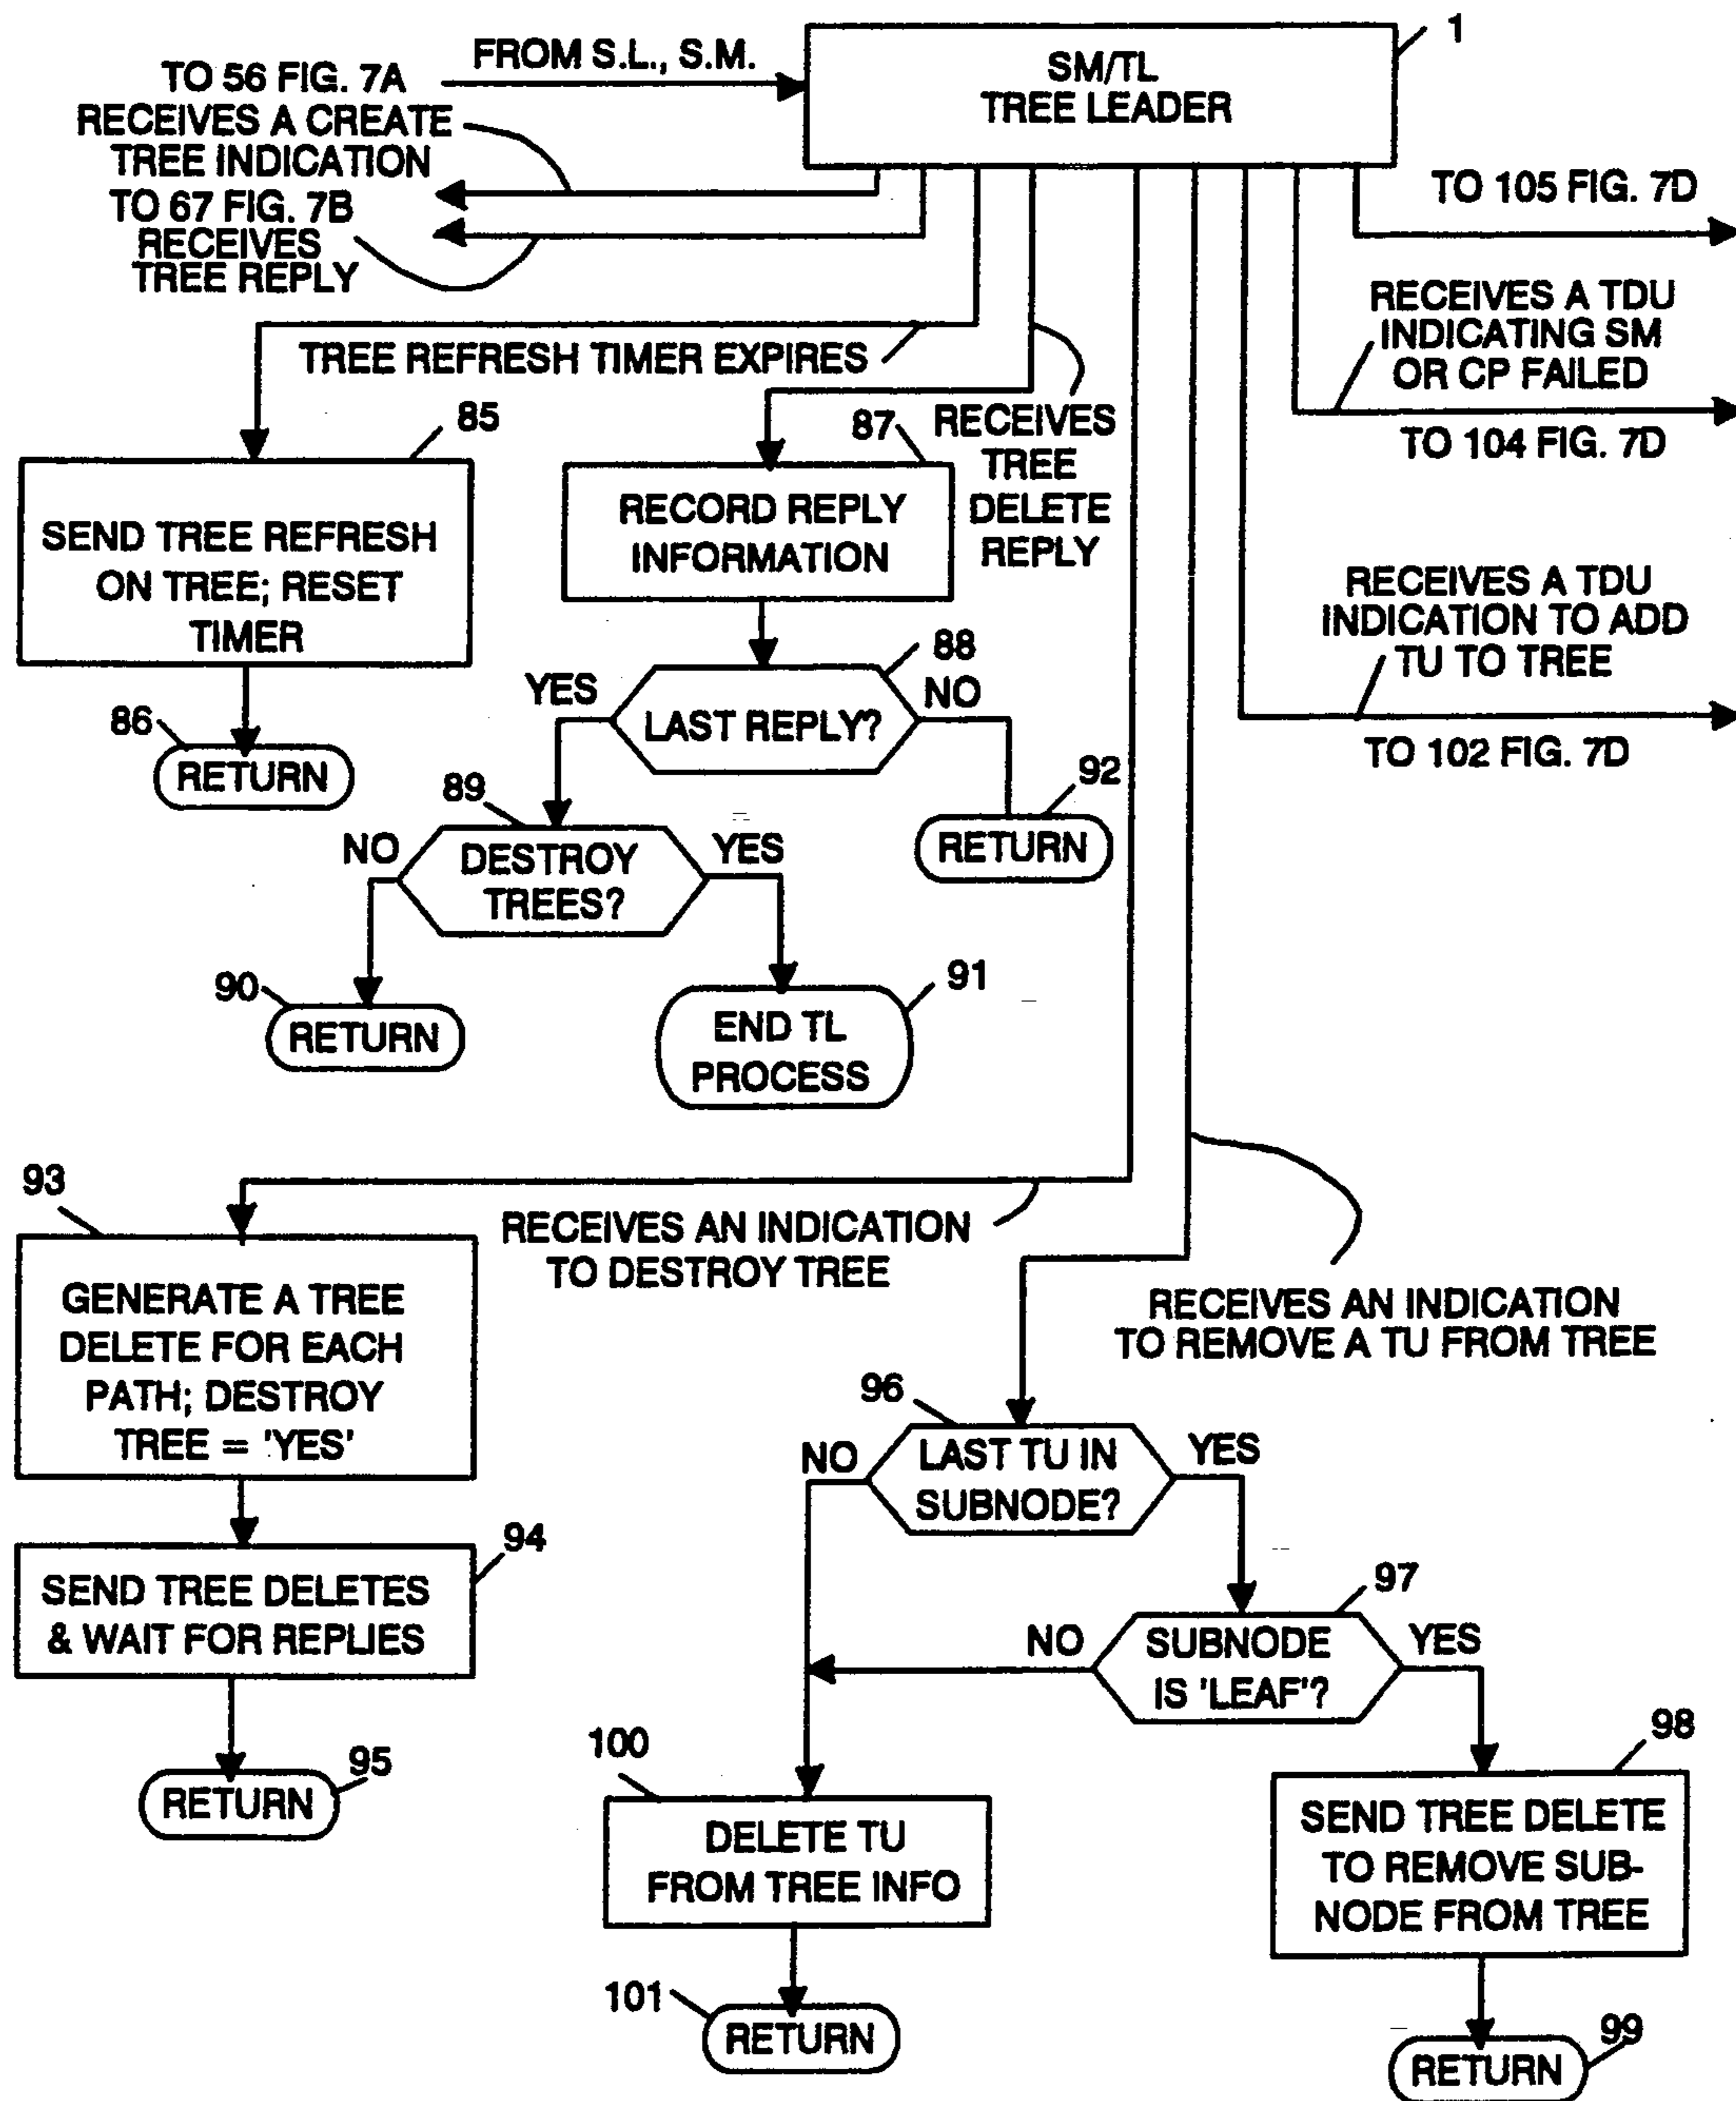 1
FROM S.L., S.M.
SM/TL
TREE LEADER
TO 56 FIG. 7A
RECEIVES A CREATE
TREE INDICATION
TO 67 FIG. 7B
RECEIVES
TREE REPLY
TO 105 FIG. 7D
RECEIVES A TDU
INDICATING SM
OR CP FAILED
TO 104 FIG. 7D
TREE REFRESH TIMER EXPIRES
85
SEND TREE REFRESH
ON TREE; RESET
TIMER
86
RETURN
RECEIVES
TREE
DELETE
REPLY
87
RECORD REPLY
INFORMATION
88
YES
LAST REPLY?
NO
RECEIVES A TDU
INDICATION TO ADD
TU TO TREE
TO 102 FIG. 7D
92
RETURN
89
NO
DESTROY
TREES?
YES
90
RETURN
91
END TL
PROCESS
93
RECEIVES AN INDICATION
TO DESTROY TREE
GENERATE A TREE
DELETE FOR EACH
PATH; DESTROY
TREE = 'YES'
94
SEND TREE DELETES
& WAIT FOR REPLIES
95
RETURN
RECEIVES AN INDICATION
TO REMOVE A TU FROM TREE
96
NO
LAST TU IN
SUBNODE?
YES
97
NO
SUBNODE
IS 'LEAF'?
YES
98
SEND TREE DELETE
TO REMOVE SUB-
NODE FROM TREE
99
RETURN
100
DELETE TU
FROM TREE INFO
101
RETURN